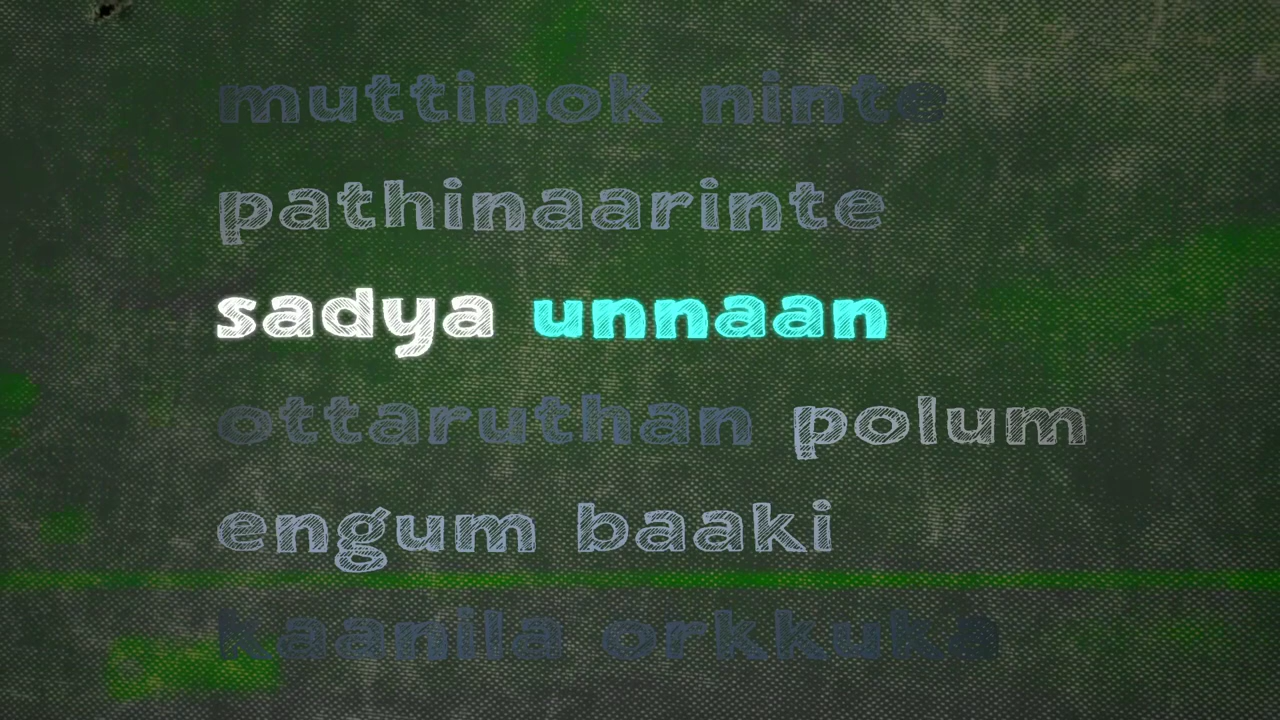 muttinok ninte
pathinaarinte
sadya unnaan
ottaruthan polum
engum baaki
kaanila orkkuka